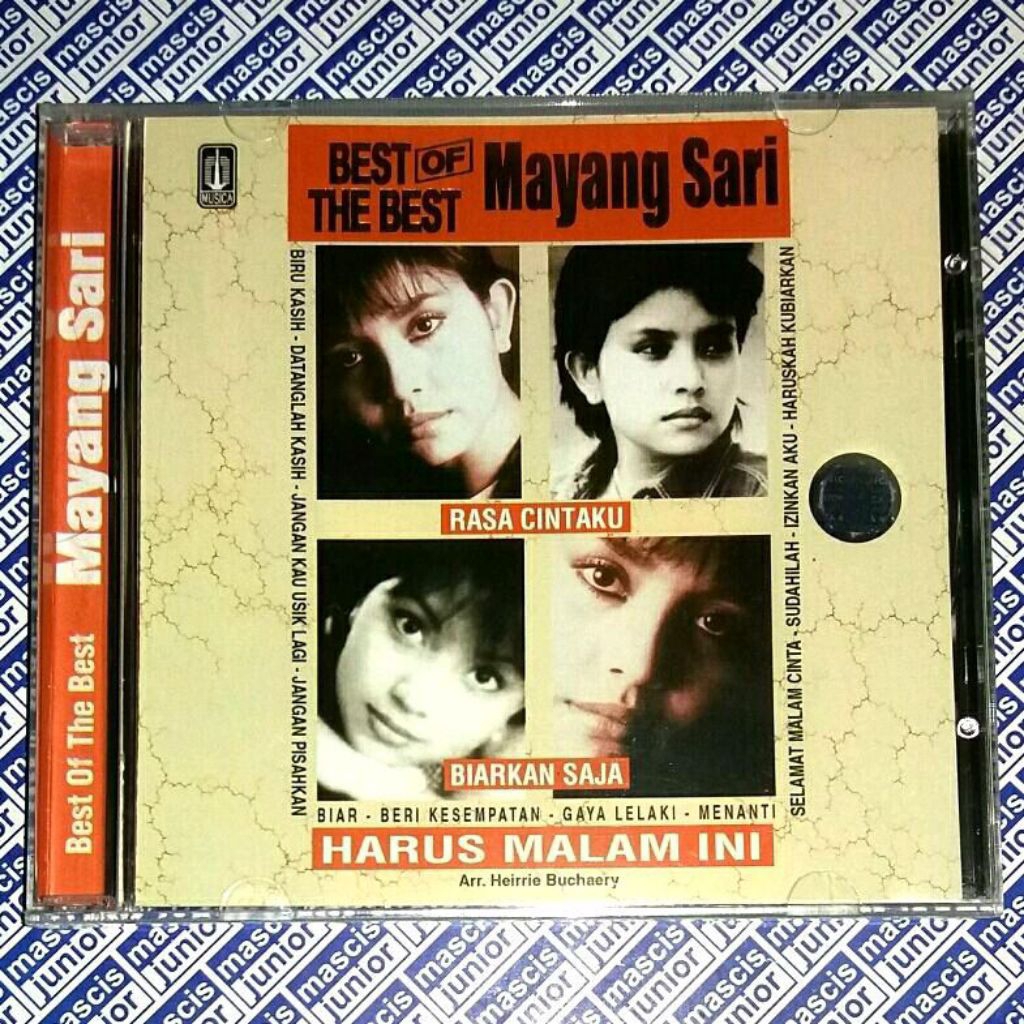 BEST OF
THE BEST
Mayang Sari
MUSICA
BIRU KASIH - DATANGLAH KASIH - JANGAN KAU USIK LAGI - JANGAN PISAHKAN
RASA CINTAKU
BIARKAN SAJA
SELAMAT MALAM CINTA - SUDAHILAH - IZINKAN AKU - HARUSKAH KUBIARKAN
BIAR - BERI KESEMPATAN - GAYA LELAKI - MENANTI
HARUS MALAM INI
Arr. Heirrie Buchaery
Best Of The Best Mayang Sari
mascis
junior